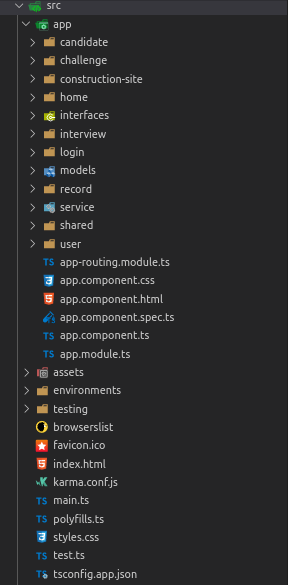 src
app
candidate
challenge
construction-site
home
interfaces
interview
login
models
record
service
shared
user
TS app-routing.module.ts
app.component.css
app.component.html
app.component.spec.ts
TS app.component.ts
TS app.module.ts
assets
environments
testing
browserslist
favicon.ico
index.html
karma.conf.js
TS main.ts
TS polyfills.ts
styles.css
TS test.ts
TS tsconfig.app.json